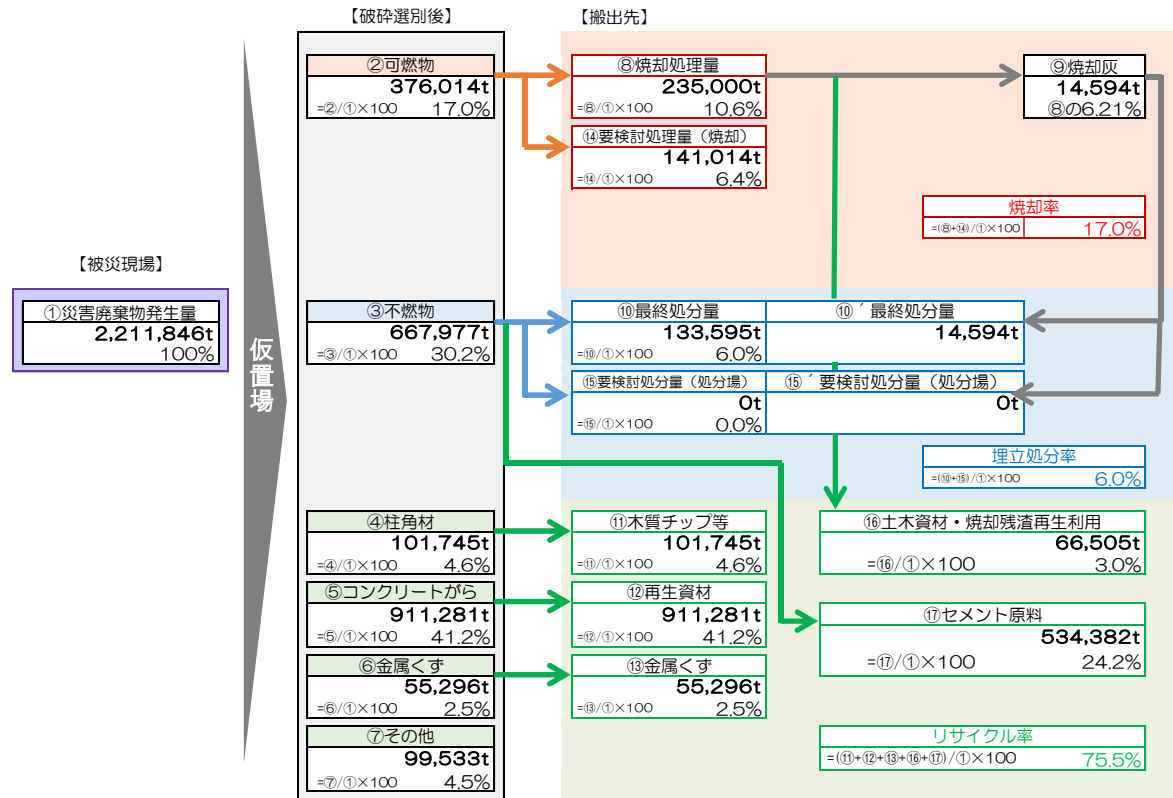 【破砕選別後】
【搬出先】
②可燃物
376,014t
=②/①×100 17.0%
⑧焼却処理量
235,000t
=⑧/①×100 10.6%
⑨焼却灰
14,594t
⑧の6.21%
⑭要検討処理量（焼却）
141,014t
=⑭/①×100 6.4%
焼却率
=(⑧+⑭)/①×100 17.0%
【被災現場】
①災害廃棄物発生量
2,211,846t
100%
仮置場
③不燃物
667,977t
=③/①×100 30.2%
⑩最終処分量
133,595t
=⑩/①×100 6.0%
⑩´最終処分量
14,594t
⑮要検討処分量（処分場）
0t
=⑮/①×100 0.0%
⑮´要検討処分量（処分場）
0t
埋立処分率
=(⑩+⑮)/①×100 6.0%
④柱角材
101,745t
=④/①×100 4.6%
⑪木質チップ等
101,745t
=⑪/①×100 4.6%
⑯土木資材・焼却残渣再生利用
66,505t
=⑯/①×100 3.0%
⑤コンクリートがら
911,281t
=⑤/①×100 41.2%
⑫再生資材
911,281t
=⑫/①×100 41.2%
⑰セメント原料
534,382t
=⑰/①×100 24.2%
⑥金属くず
55,296t
=⑥/①×100 2.5%
⑬金属くず
55,296t
=⑬/①×100 2.5%
⑦その他
99,533t
=⑦/①×100 4.5%
リサイクル率
=(⑪+⑫+⑬+⑯+⑰)/①×100 75.5%